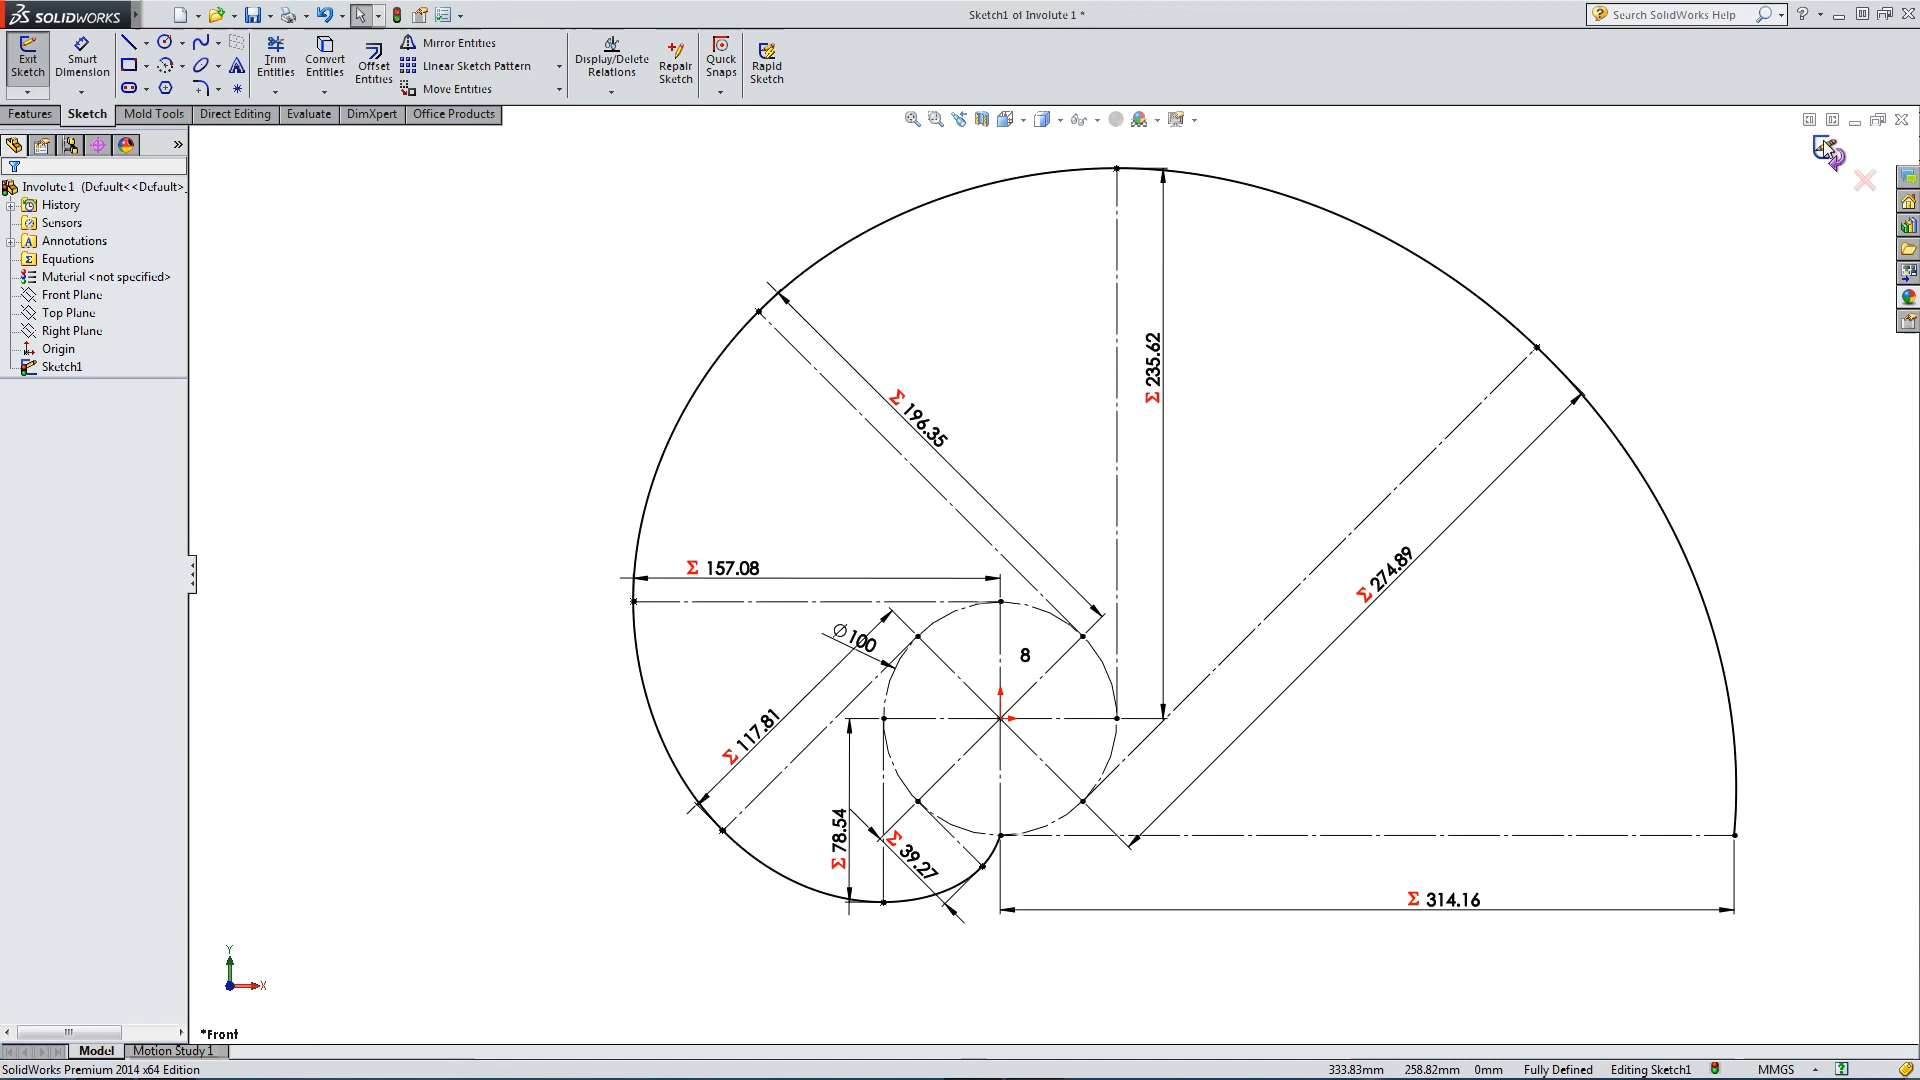 SOLIDWORKS
Sketch1 of Involute 1 *
Search SolidWorks Help
Exit Sketch
Smart Dimension
Trim Entities
Convert Entities
Offset Entities
Mirror Entities
Linear Sketch Pattern
Move Entities
Display/Delete Relations
Repair Sketch
Quick Snaps
Rapid Sketch
Features
Sketch
Mold Tools
Direct Editing
Evaluate
DimXpert
Office Products
Involute 1 (Default<<Default>
History
Sensors
Annotations
Equations
Material <not specified>
Front Plane
Top Plane
Right Plane
Origin
Sketch1
Σ 235.62
Σ 196.35
Σ 274.89
Σ 157.08
∅100
8
Σ 117.81
Σ 78.54
Σ 39.27
Σ 314.16
Y
X
*Front
Model
Motion Study 1
SolidWorks Premium 2014 x64 Edition
333.83mm
258.82mm
0mm
Fully Defined
Editing Sketch1
MMGS